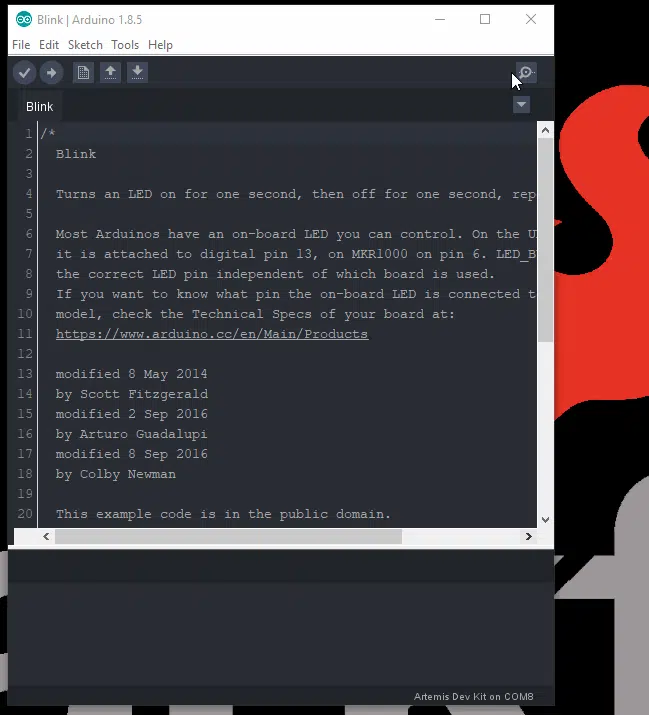 Blink | Arduino 1.8.5
File Edit Sketch Tools Help
Blink
1 /*
2 Blink
3
4 Turns an LED on for one second, then off for one second, rep
5
6 Most Arduinos have an on-board LED you can control. On the U
7 it is attached to digital pin 13, on MKR1000 on pin 6. LED_B
8 the correct LED pin independent of which board is used.
9 If you want to know what pin the on-board LED is connected t
10 model, check the Technical Specs of your board at:
11 https://www.arduino.cc/en/Main/Products
12
13 modified 8 May 2014
14 by Scott Fitzgerald
15 modified 2 Sep 2016
16 by Arturo Guadalupi
17 modified 8 Sep 2016
18 by Colby Newman
19
20 This example code is in the public domain.
Artemis Dev Kit on COM8